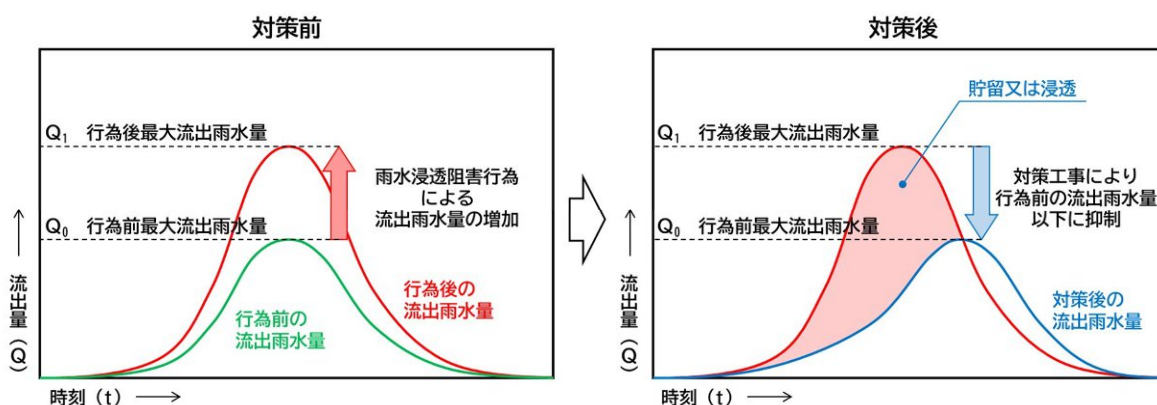 対策前
Q₁ 行為後最大流出雨水量
雨水浸透阻害行為
による
流出雨水量の増加
Q₀ 行為前最大流出雨水量
行為後の
流出雨水量
行為前の
流出雨水量
流出量（Q）
時刻（t）
対策後
貯留又は浸透
Q₁ 行為後最大流出雨水量
対策工事により
行為前の流出雨水量
以下に抑制
Q₀ 行為前最大流出雨水量
対策後の
流出雨水量
流出量（Q）
時刻（t）